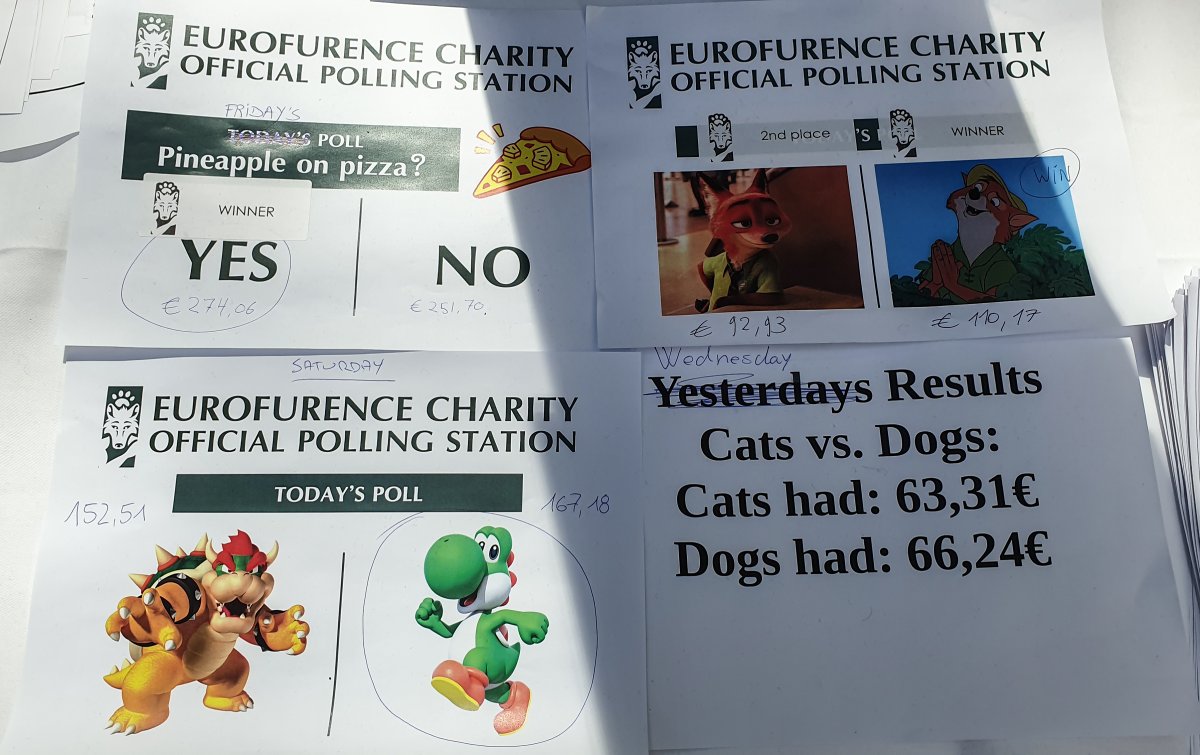 EUROFURENCE CHARITY
OFFICIAL POLLING STATION
FRIDAY'S
TODAY'S POLL
Pineapple on pizza?
WINNER
YES
NO
€ 274,06
€ 251,70.
EUROFURENCE CHARITY
OFFICIAL POLLING STATION
2nd place
WINNER
WIN
€ 92,93
€ 110,17
SATURDAY
EUROFURENCE CHARITY
OFFICIAL POLLING STATION
TODAY'S POLL
152,51
167,18
Wednesday
Yesterdays Results
Cats vs. Dogs:
Cats had: 63,31€
Dogs had: 66,24€